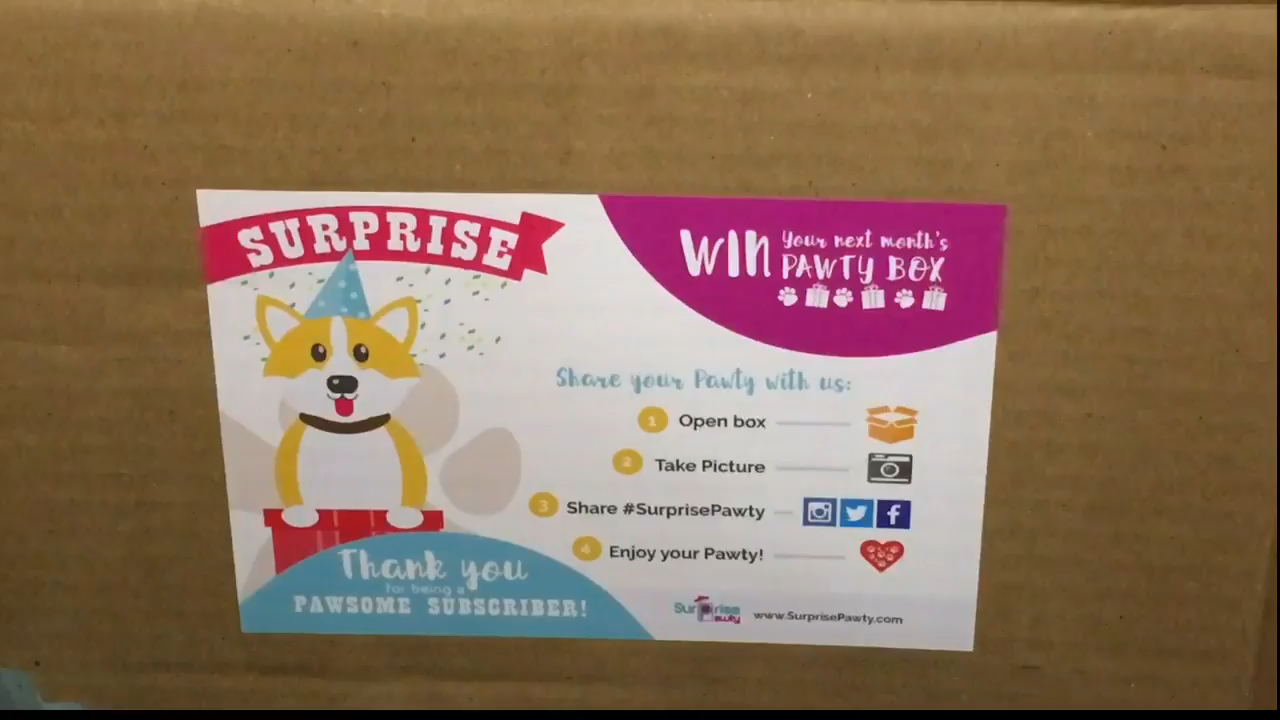 SURPRISE
WIN Your next month's
PAWTY BOX
Share your Pawty with us:
1 Open box
2 Take Picture
3 Share #SurprisePawty
4 Enjoy your Pawty!
Thank you
for being a
PAWSOME SUBSCRIBER!
Surprise
Pawty
www.SurprisePawty.com